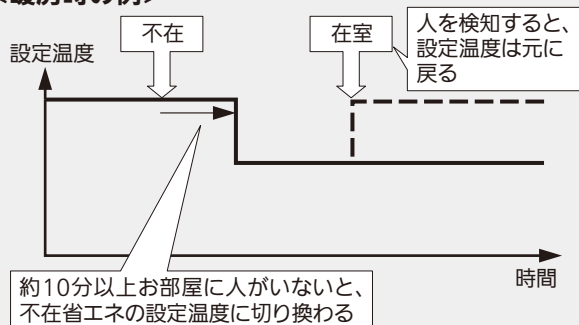 <暖房時の例>
不在
在室
人を検知すると、
設定温度は元に
戻る
設定温度
時間
約10分以上お部屋に人がいないと、
不在省エネの設定温度に切り換わる